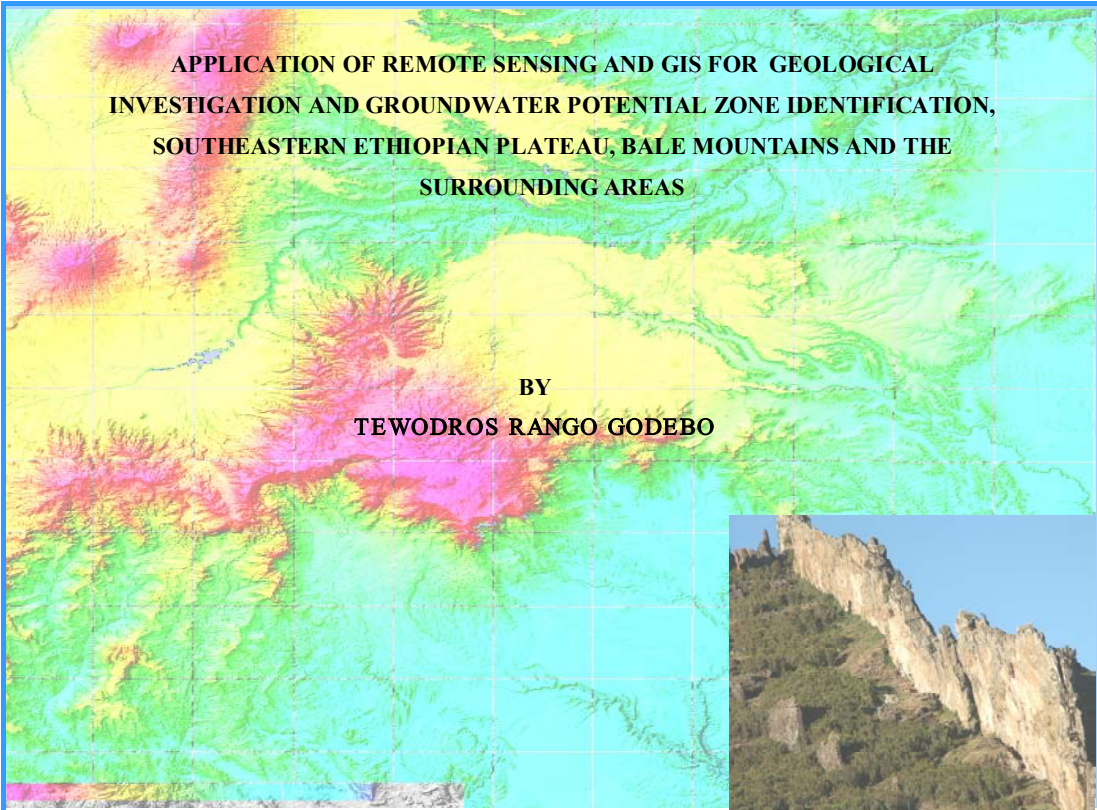 APPLICATION OF REMOTE SENSING AND GIS FOR GEOLOGICAL
INVESTIGATION AND GROUNDWATER POTENTIAL ZONE IDENTIFICATION,
SOUTHEASTERN ETHIOPIAN PLATEAU, BALE MOUNTAINS AND THE
SURROUNDING AREAS
BY
TEWODROS RANGO GODEBO